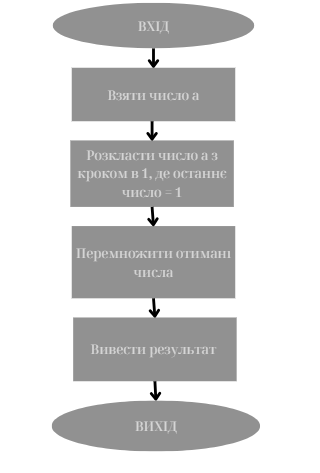 ВХІД
Взяти число а
Розкласти число а з
кроком в 1, де останнє
число = 1
Перемножити отимані
числа
Вивести результат
ВИХІД